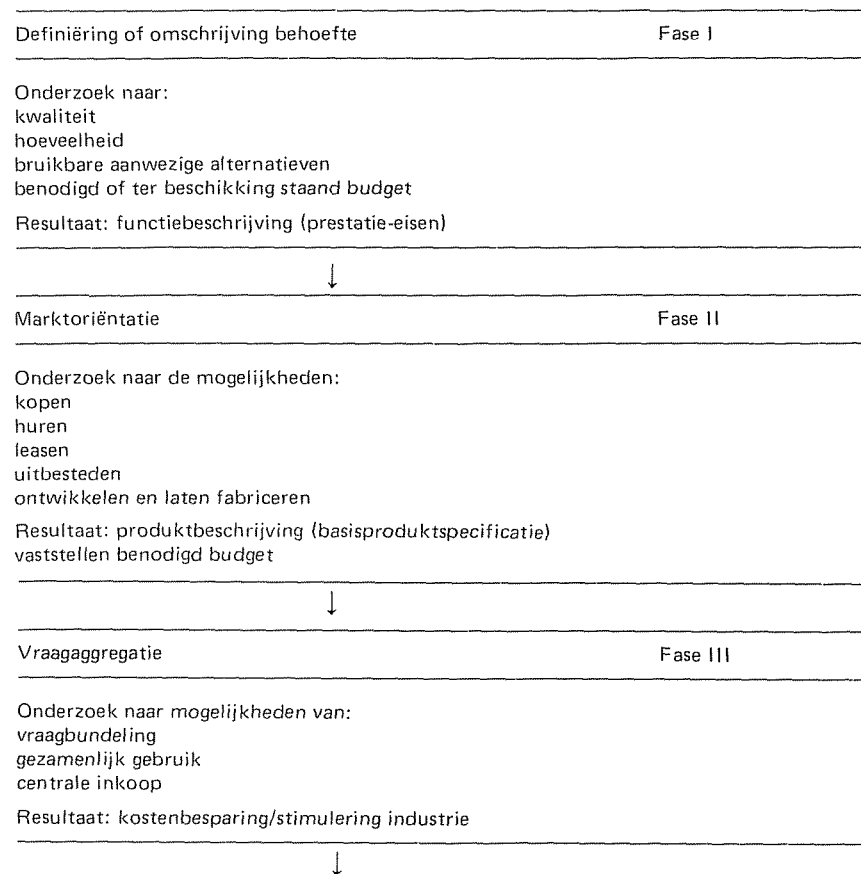 Definiëring of omschrijving behoefte Fase I
Onderzoek naar:
kwaliteit
hoeveelheid
bruikbare aanwezige alternatieven
benodigd of ter beschikking staand budget
Resultaat: functiebeschrijving (prestatie-eisen)
↓
Marktoriëntatie Fase II
Onderzoek naar de mogelijkheden:
kopen
huren
leasen
uitbesteden
ontwikkelen en laten fabriceren
Resultaat: produktbeschrijving (basisproduktspecificatie)
vaststellen benodigd budget
↓
Vraagaggregatie Fase III
Onderzoek naar mogelijkheden van:
vraagbundeling
gezamenlijk gebruik
centrale inkoop
Resultaat: kostenbesparing/stimulering industrie
↓